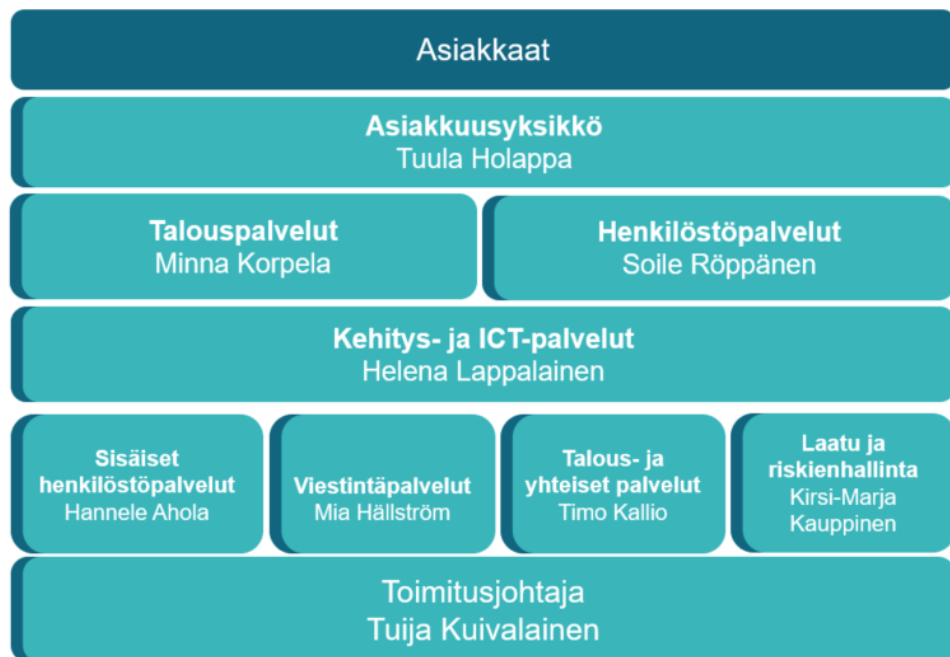 Asiakkaat
Asiakkuusyksikkö
Tuula Holappa
Talouspalvelut
Minna Korpela
Henkilöstöpalvelut
Soile Röppänen
Kehitys- ja ICT-palvelut
Helena Lappalainen
Sisäiset
henkilöstöpalvelut
Hannele Ahola
Viestintäpalvelut
Mia Hällström
Talous- ja
yhteiset palvelut
Timo Kallio
Laatu ja
riskienhallinta
Kirsi-Marja
Kauppinen
Toimitusjohtaja
Tuija Kuivalainen